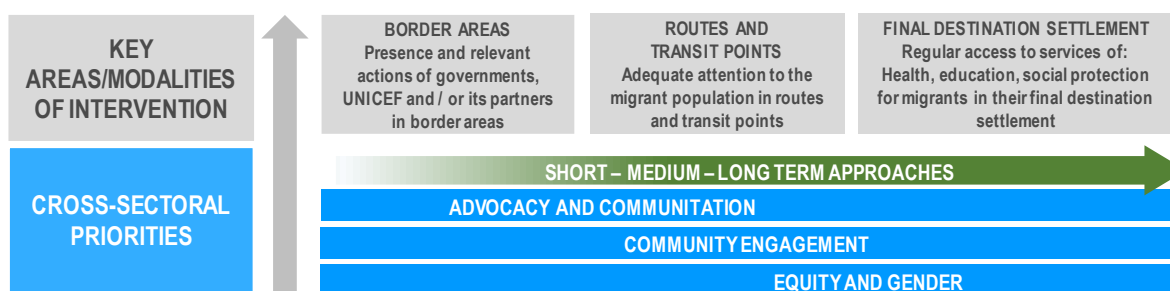 KEY
AREAS/MODALITIES
OF INTERVENTION
BORDER AREAS
Presence and relevant
actions of governments,
UNICEF and / or its partners
in border areas
ROUTES AND
TRANSIT POINTS
Adequate attention to the
migrant population in routes
and transit points
FINAL DESTINATION SETTLEMENT
Regular access to services of:
Health, education, social protection
for migrants in their final destination
settlement
CROSS-SECTORAL
PRIORITIES
SHORT – MEDIUM – LONG TERM APPROACHES
ADVOCACY AND COMMUNITATION
COMMUNITY ENGAGEMENT
EQUITY AND GENDER